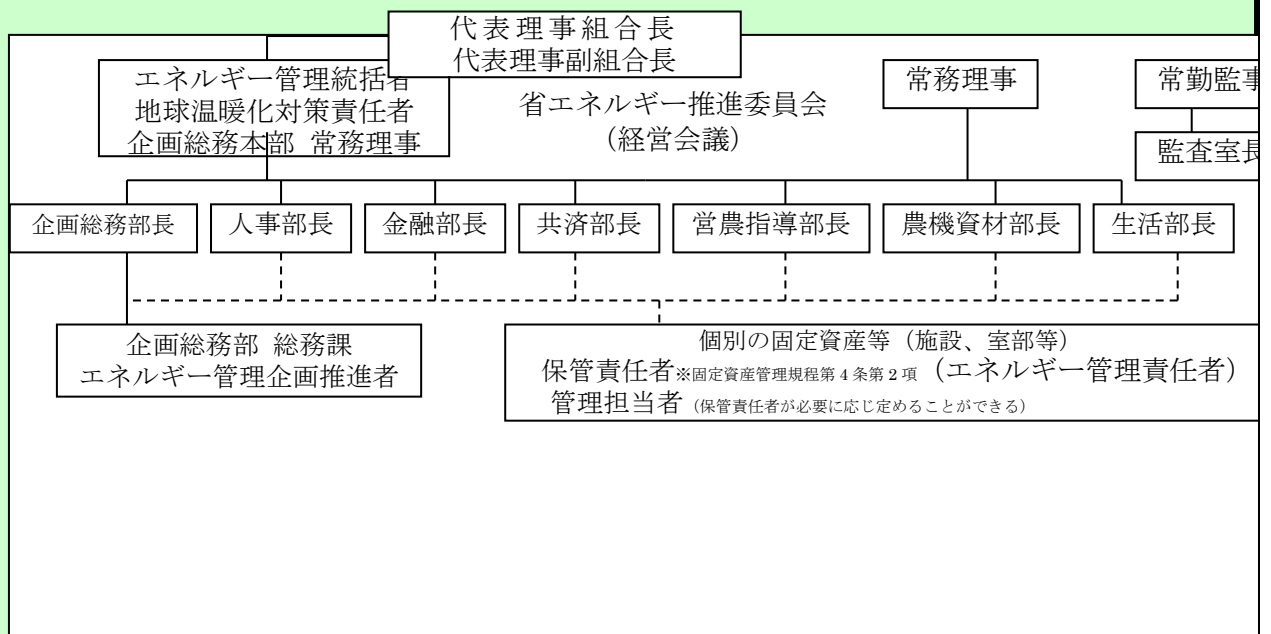 代表理事組合長
代表理事副組合長
エネルギー管理統括者
地球温暖化対策責任者
企画総務本部 常務理事
省エネルギー推進委員会
（経営会議）
常務理事
常勤監事
監査室長
企画総務部長
人事部長
金融部長
共済部長
営農指導部長
農機資材部長
生活部長
企画総務部 総務課
エネルギー管理企画推進者
個別の固定資産等（施設、室部等）
保管責任者※固定資産管理規程第4条第2項（エネルギー管理責任者）
管理担当者（保管責任者が必要に応じ定めることができる）